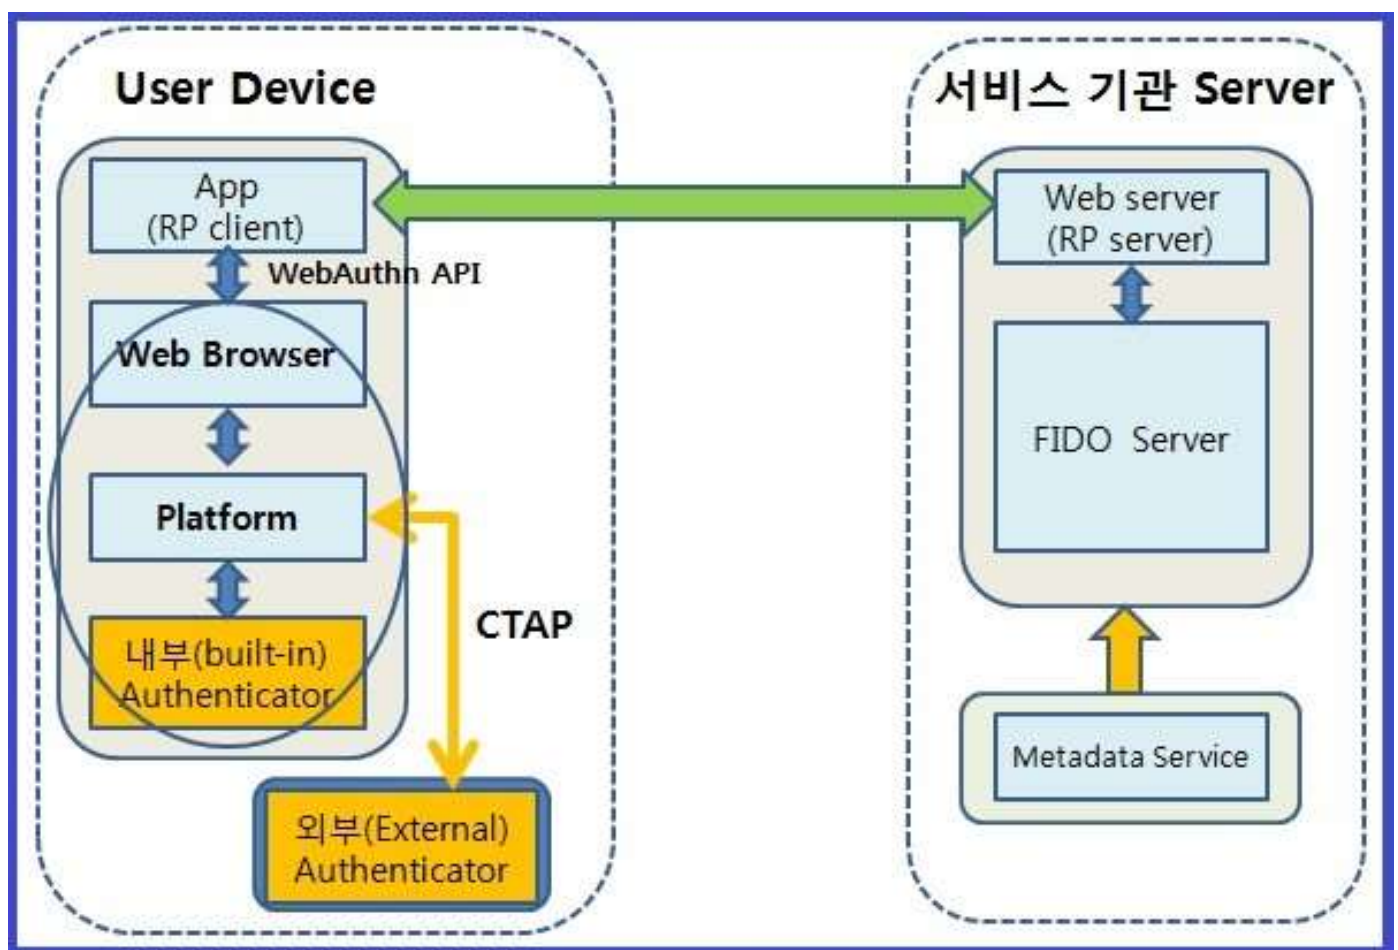 User Device
App
(RP client)
WebAuthn API
Web Browser
Platform
CTAP
내부(built-in)
Authenticator
외부(External)
Authenticator
서비스 기관 Server
Web server
(RP server)
FIDO Server
Metadata Service